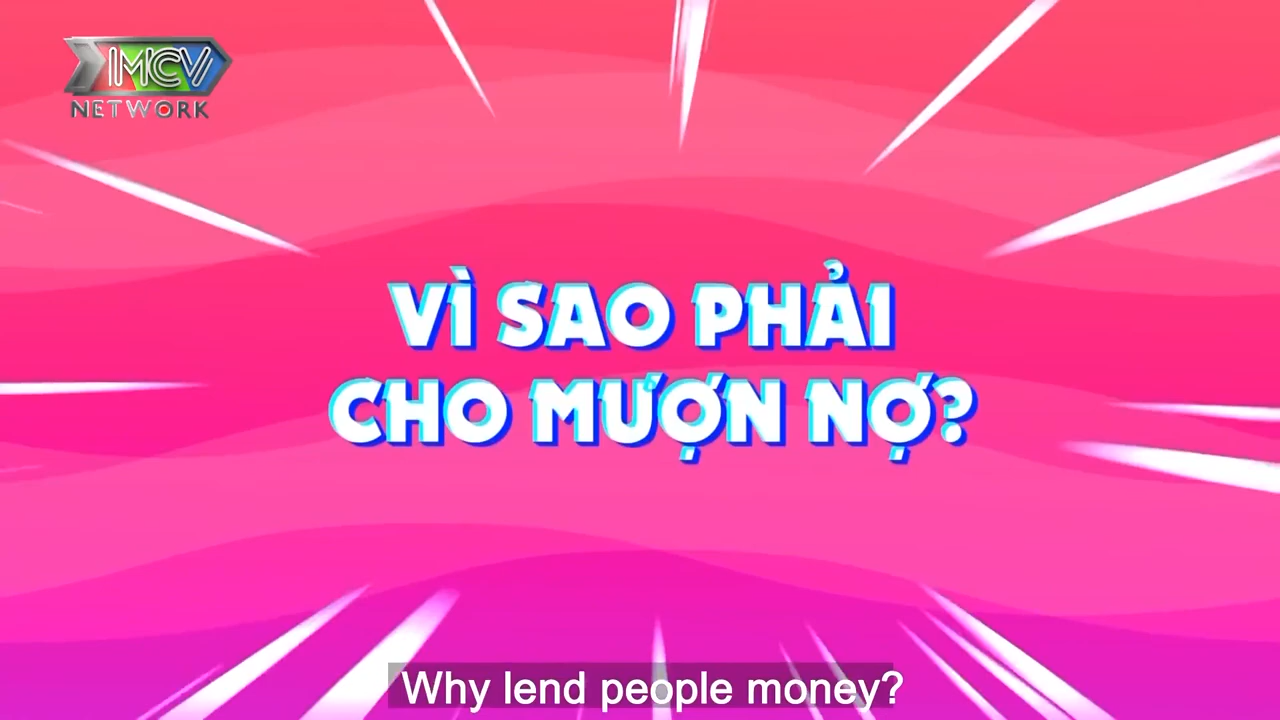 MCV
NETWORK
VÌ SAO PHẢI
CHO MƯỢN NỢ?
Why lend people money?